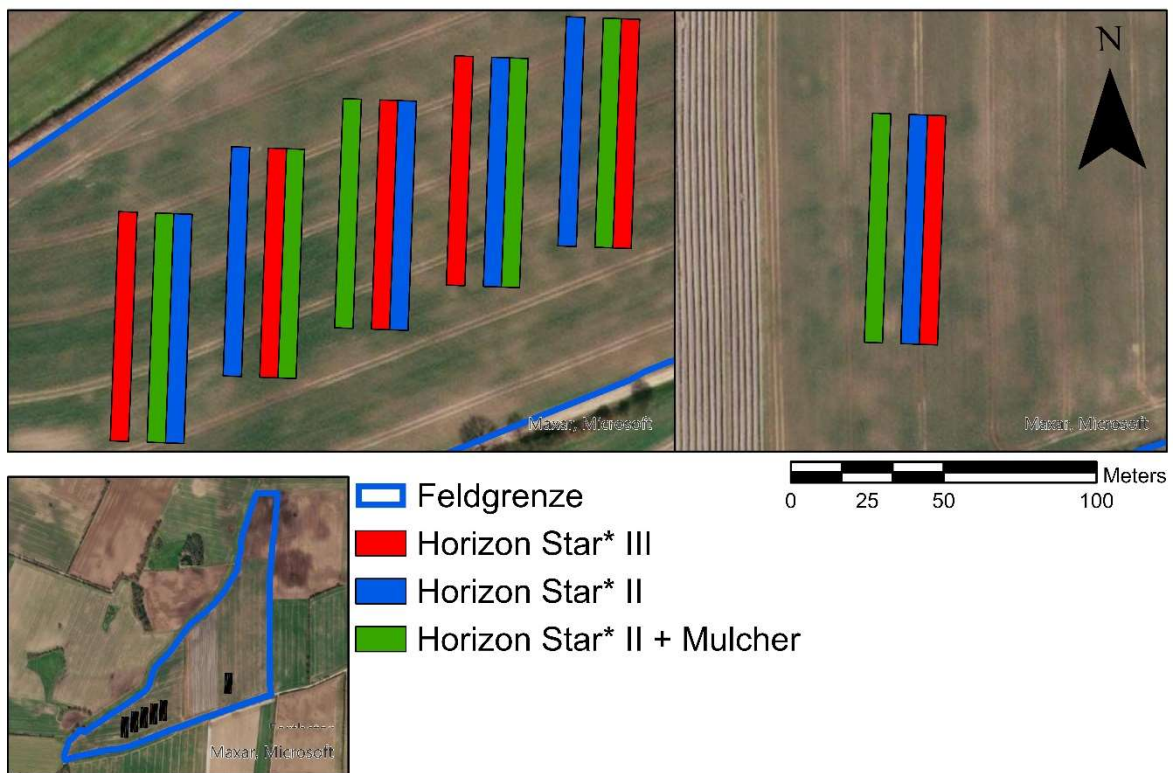 N
Maxar, Microsoft
Maxar, Microsoft
Meters
0 25 50 100
Feldgrenze
Horizon Star* III
Horizon Star* II
Horizon Star* II + Mulcher
Maxar, Microsoft